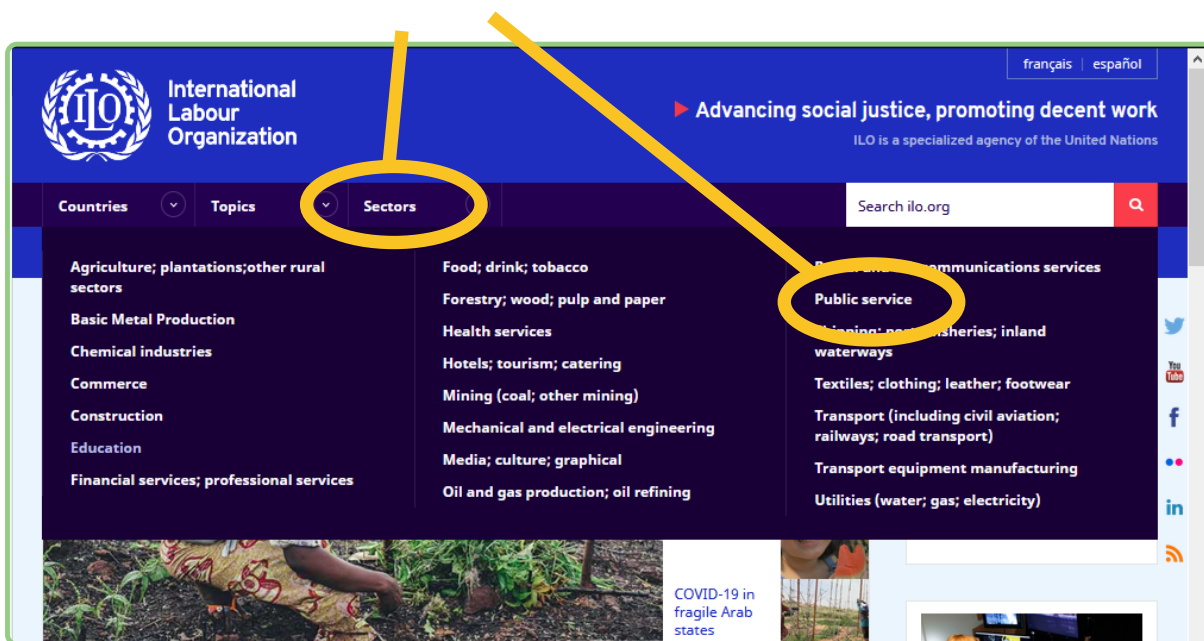 français | español
ILO
International
Labour
Organization
Advancing social justice, promoting decent work
ILO is a specialized agency of the United Nations
Countries
Topics
Sectors
Search ilo.org
Agriculture; plantations;other rural
sectors
Basic Metal Production
Chemical industries
Commerce
Construction
Education
Financial services; professional services
Food; drink; tobacco
Forestry; wood; pulp and paper
Health services
Hotels; tourism; catering
Mining (coal; other mining)
Mechanical and electrical engineering
Media; culture; graphical
Oil and gas production; oil refining
services
Public service
inland
waterways
Textiles; clothing; leather; footwear
Transport (including civil aviation;
railways; road transport)
Transport equipment manufacturing
Utilities (water; gas; electricity)
You
Tube
f
in
COVID-19 in
fragile Arab
states